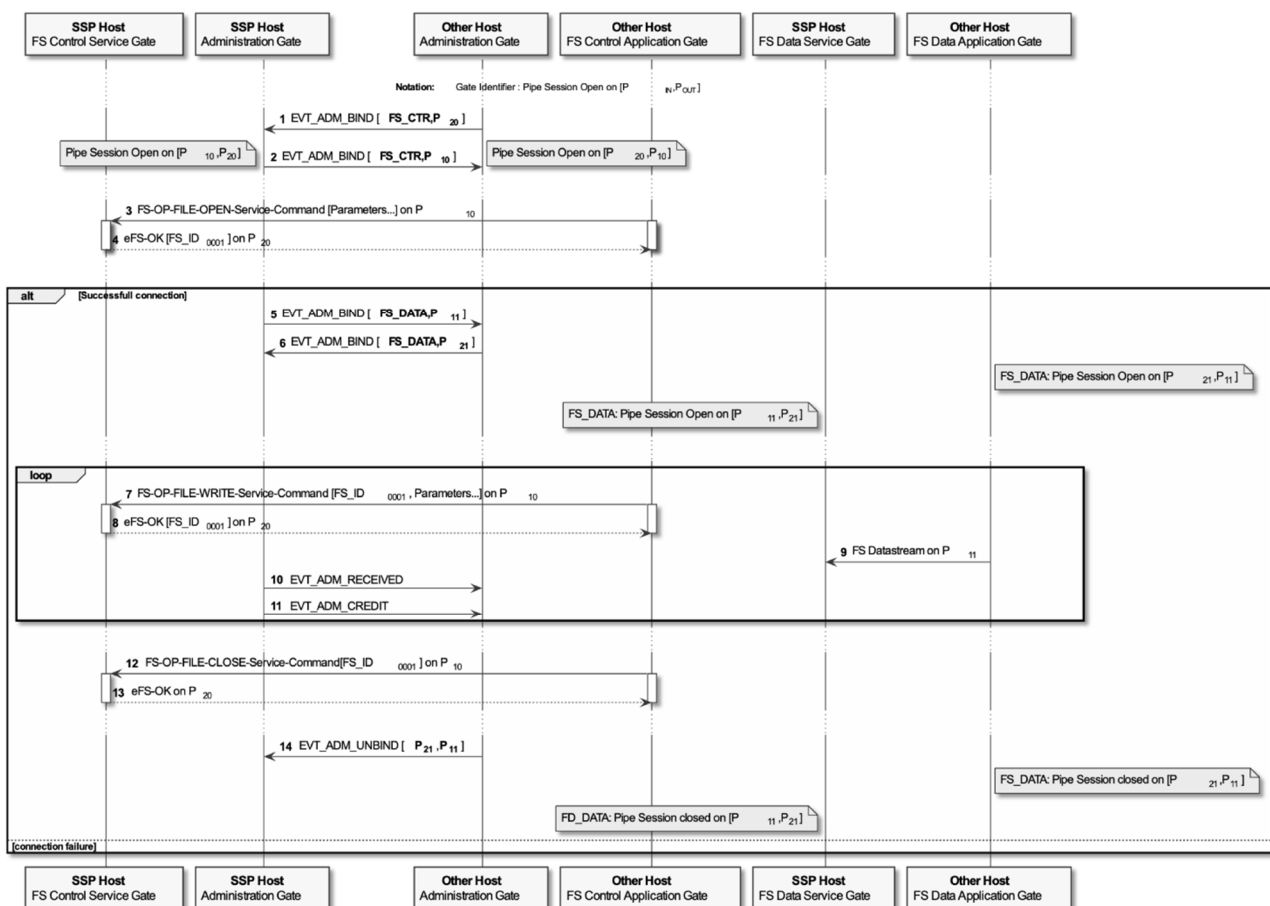 SSP Host
FS Control Service Gate
SSP Host
Administration Gate
Other Host
Administration Gate
Other Host
FS Control Application Gate
SSP Host
FS Data Service Gate
Other Host
FS Data Application Gate
Notation: Gate Identifier : Pipe Session Open on [P IN,POUT]
1 EVT_ADM_BIND [ FS_CTR,P 20]
Pipe Session Open on [P 10,P20]
2 EVT_ADM_BIND [ FS_CTR,P 10]
Pipe Session Open on [P 20,P10]
3 FS-OP-FILE-OPEN-Service-Command [Parameters...] on P 10
4 eFS-OK [FS_ID 0001 ] on P 20
alt [Successfull connection]
5 EVT_ADM_BIND [ FS_DATA,P 11]
6 EVT_ADM_BIND [ FS_DATA,P 21]
FS_DATA: Pipe Session Open on [P 21,P11]
FS_DATA: Pipe Session Open on [P 11,P21]
loop
7 FS-OP-FILE-WRITE-Service-Command [FS_ID 0001 , Parameters...] on P 10
8 eFS-OK [FS_ID 0001 ] on P 20
9 FS Datastream on P 11
10 EVT_ADM_RECEIVED
11 EVT_ADM_CREDIT
12 FS-OP-FILE-CLOSE-Service-Command[FS_ID 0001 ] on P 10
13 eFS-OK on P 20
14 EVT_ADM_UNBIND [ P21,P11]
FS_DATA: Pipe Session closed on [P 21,P11]
FD_DATA: Pipe Session closed on [P 11,P21]
[connection failure]
SSP Host
FS Control Service Gate
SSP Host
Administration Gate
Other Host
Administration Gate
Other Host
FS Control Application Gate
SSP Host
FS Data Service Gate
Other Host
FS Data Application Gate